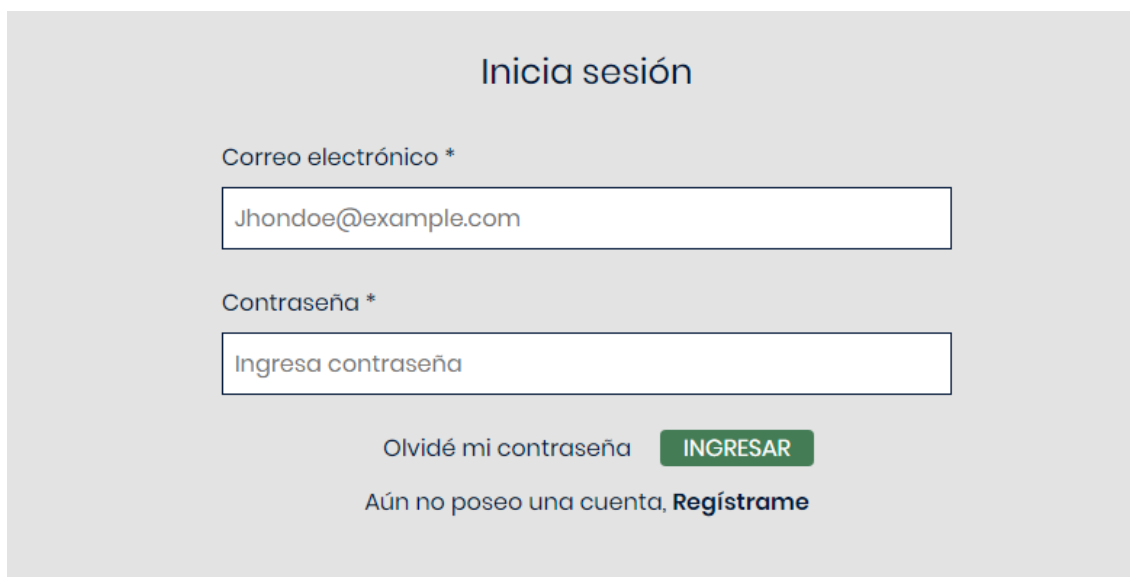 Inicia sesión
Correo electrónico *
Jhondoe@example.com
Contraseña *
Ingresa contraseña
Olvidé mi contraseña INGRESAR
Aún no poseo una cuenta, Regístrame